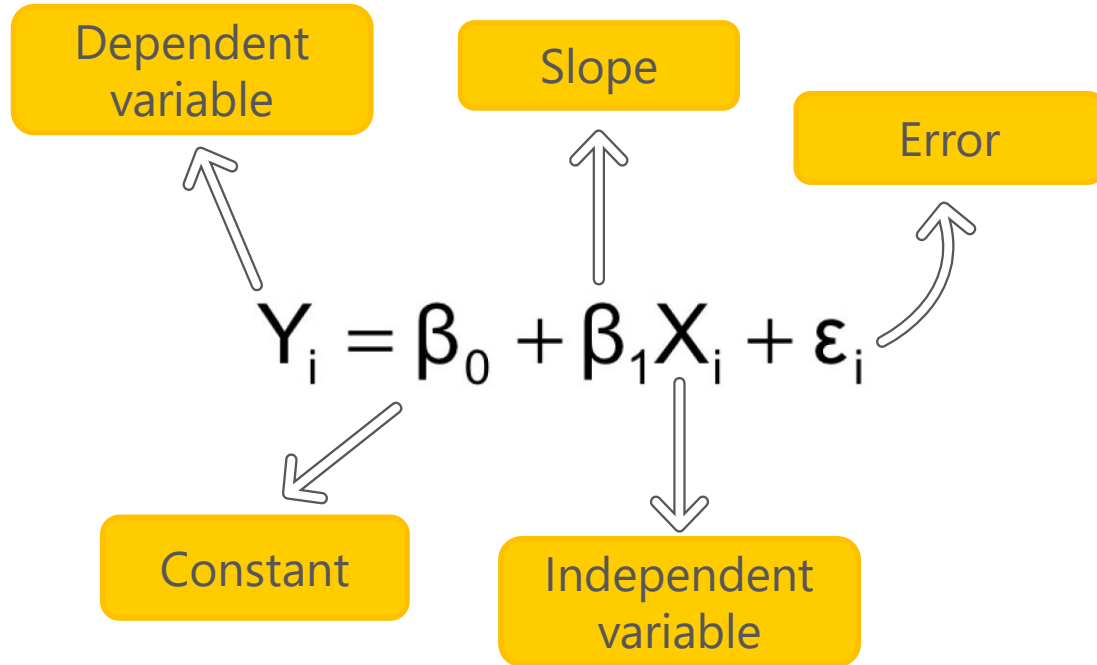 Dependent
variable
Slope
Error
Yᵢ = β₀ + β₁Xᵢ + εᵢ
Constant
Independent
variable